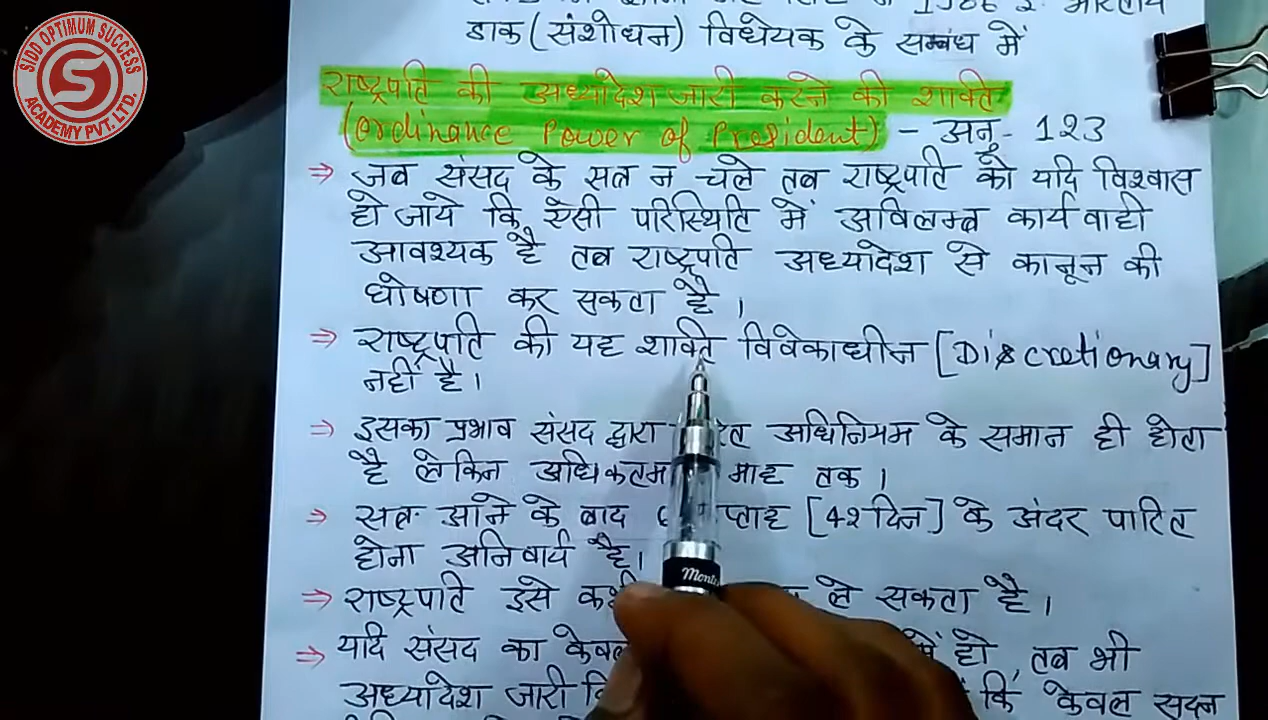 SIDD OPTIMUM SUCCESS
ACADEMY PVT. LTD.
S
डाक (संशोधन) विधेयक के सम्बंध में
राष्ट्रपति की अध्यादेश जारी करने की शक्ति
(Ordinance Power of President) - अनु॰ 123
⇒ जब संसद के सत्र न चले तब राष्ट्रपति को यदि विश्वास
हो जाये कि ऐसी परिस्थिति में अविलम्ब कार्यवाही
आवश्यक है तब राष्ट्रपति अध्यादेश से कानून की
घोषणा कर सकता है।
⇒ राष्ट्रपति की यह शक्ति विवेकाधीन [Discretionary]
नहीं है।
⇒ इसका प्रभाव संसद द्वारा अधिनियम के समान ही होता
है लेकिन अधिकतम माह तक।
⇒ सत्र आने के बाद 6 [42 दिन] के अंदर पारित
होना अनिवार्य है।
⇒ राष्ट्रपति इसे ले सकता है।
⇒ यदि संसद का केवल में हो, तब भी
अध्यादेश जारी कि केवल सदन
Monte